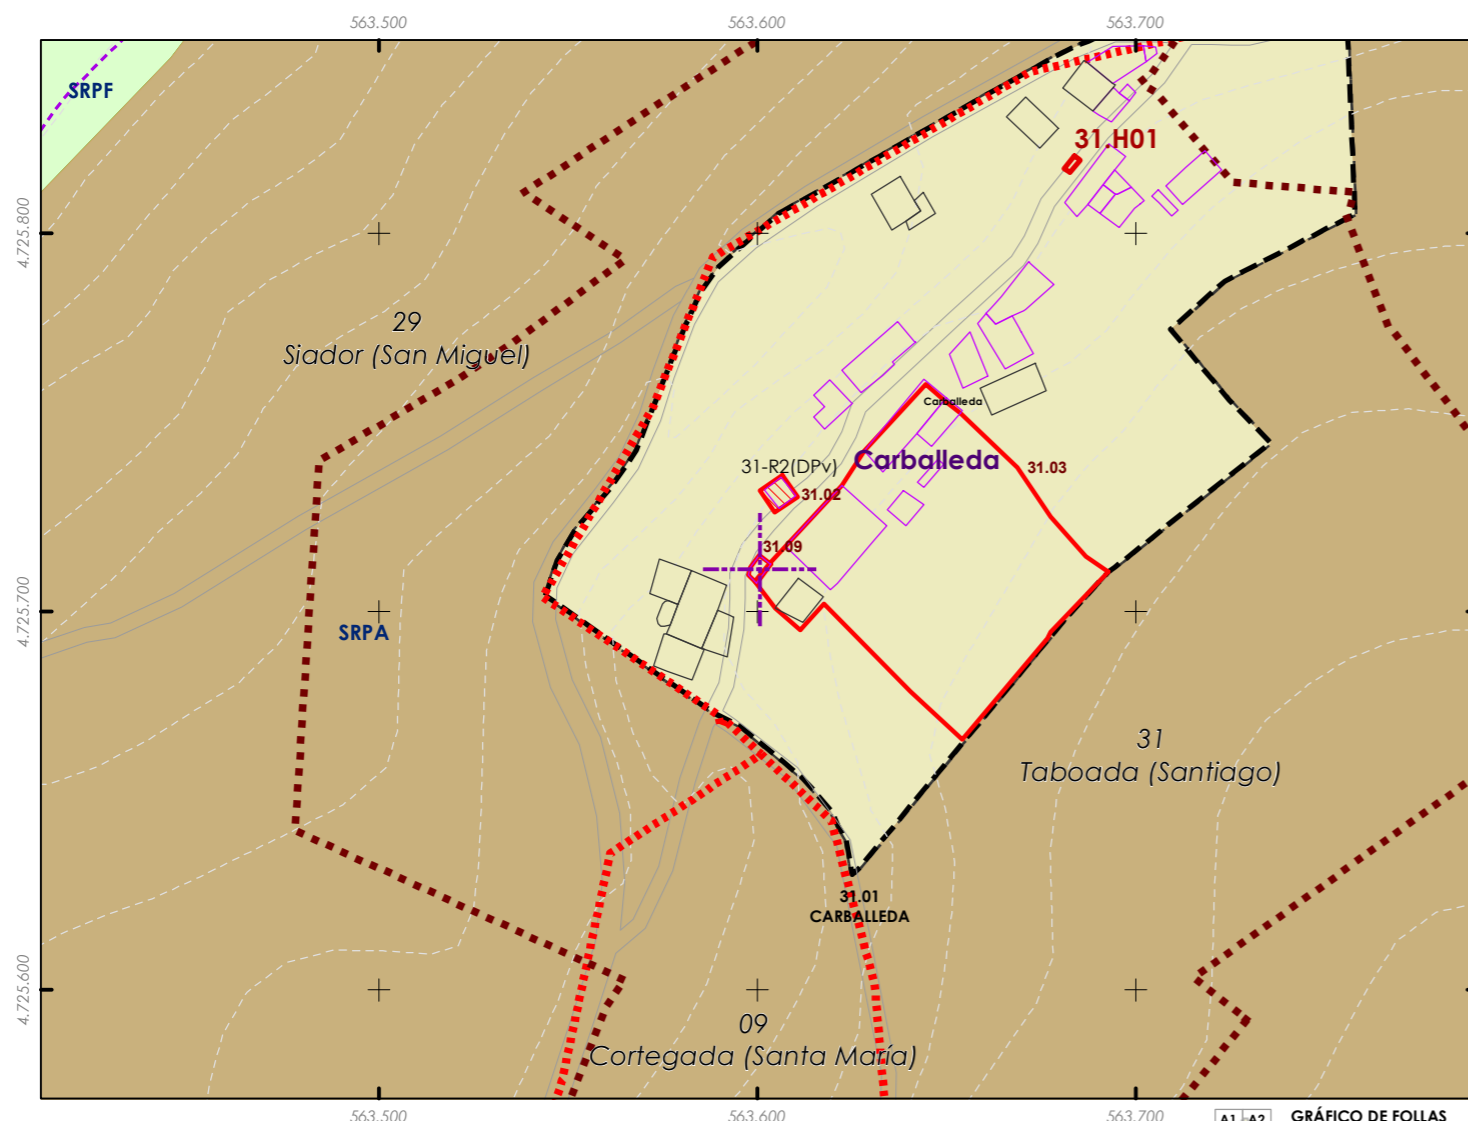 563.500 563.600 563.700
SRPF
31.H01
4.725.800
29
Siador (San Miguel)
Carballeda
Carballeda
31-R2(DPv)
31.03
31.02
31.09
4.725.700
SRPA
31
Taboada (Santiago)
31.01
CARBALLEDA
4.725.600
09
Cortegada (Santa María)
563.500 563.600 563.700
A1 A2 GRÁFICO DE FOLLAS